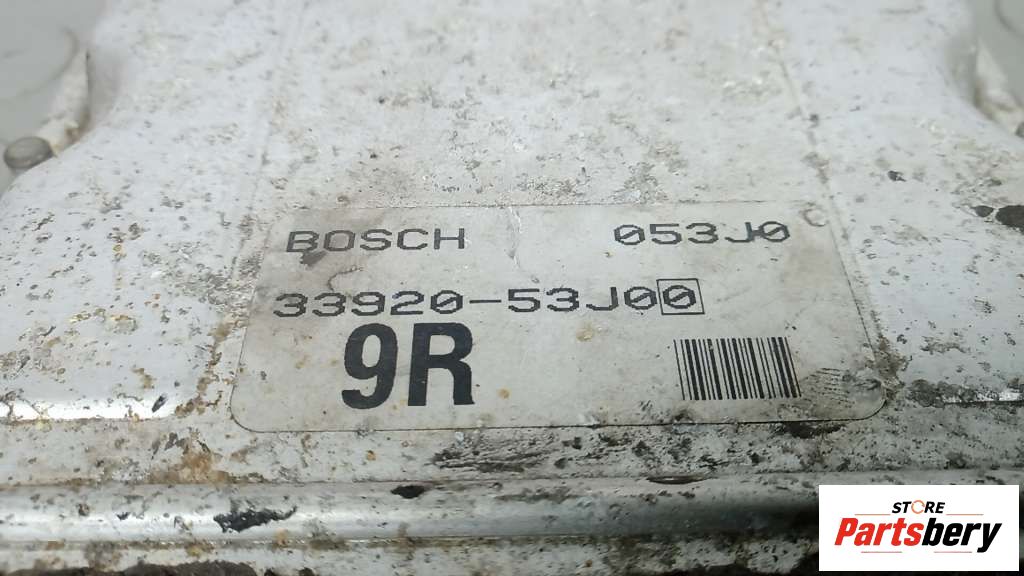 BOSCH 053J0
33920-53J00
9R
STORE
Partsbery